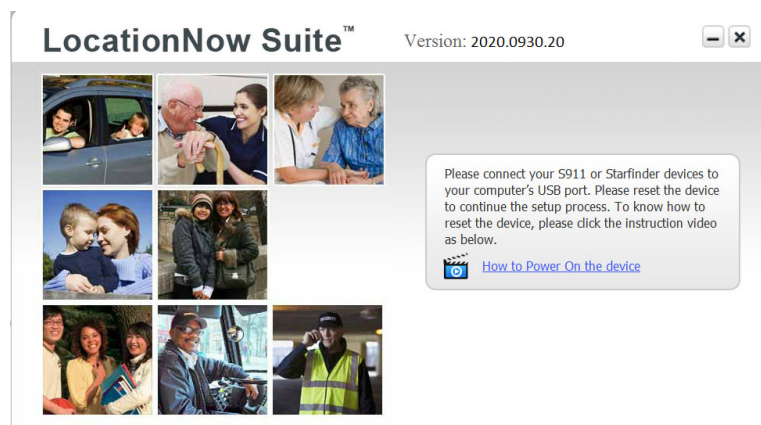 LocationNow Suite™
Version: 2020.0930.20
Please connect your S911 or Starfinder devices to
your computer's USB port. Please reset the device
to continue the setup process. To know how to
reset the device, please click the instruction video
as below.
How to Power On the device
SECURITY